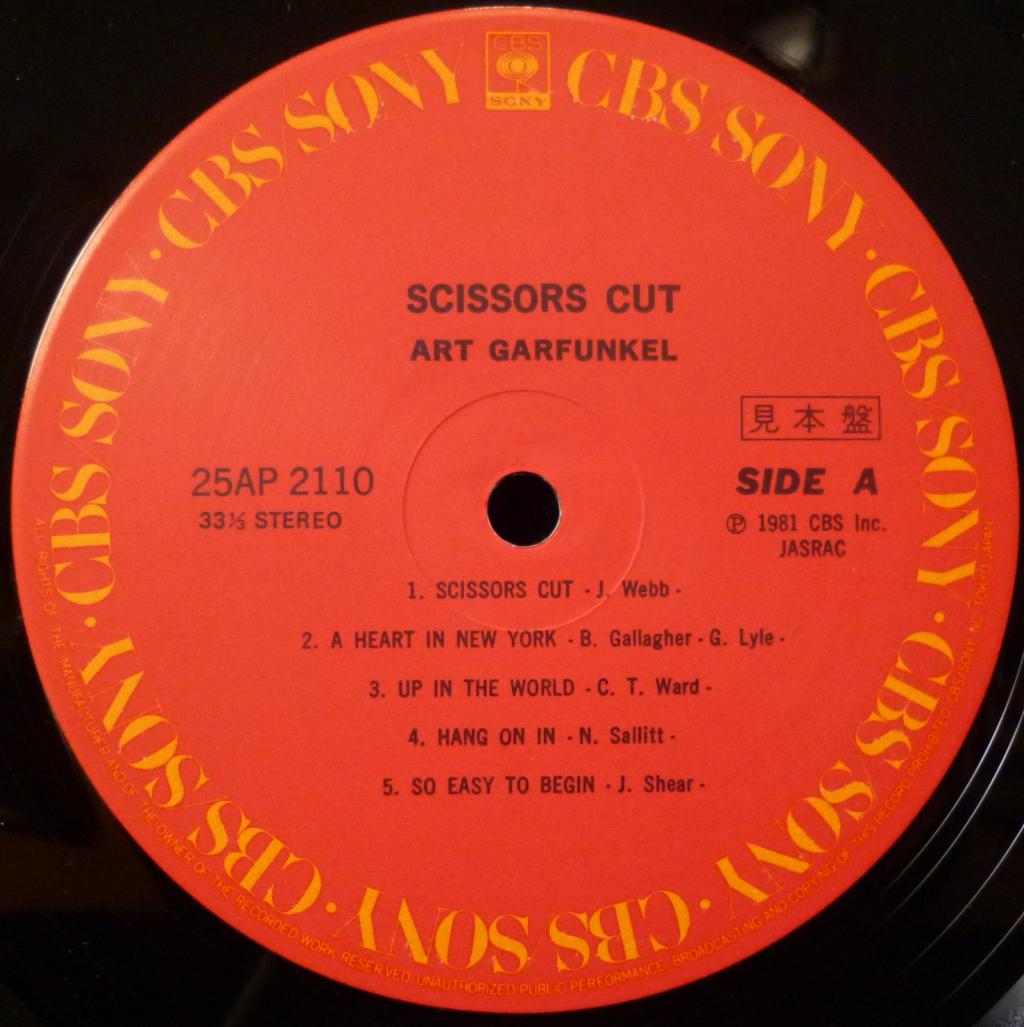 CBS
SONY
CBS/SONY · CBS/SONY · CBS/SONY · CBS/SONY · CBS/SONY · CBS/SONY · CBS/SONY
SCISSORS CUT
ART GARFUNKEL
見本盤
25AP 2110
SIDE A
33⅓ STEREO
Ⓟ 1981 CBS Inc.
JASRAC
1. SCISSORS CUT - J. Webb -
2. A HEART IN NEW YORK - B. Gallagher - G. Lyle -
3. UP IN THE WORLD - C. T. Ward -
4. HANG ON IN - N. Sallitt -
5. SO EASY TO BEGIN - J. Shear -
ALL RIGHTS OF THE MANUFACTURER AND OF THE OWNER OF THE RECORDED WORK RESERVED. UNAUTHORIZED PUBLIC PERFORMANCE. BROADCASTING AND COPYING OF THIS RECORD PROHIBITED CBS/SONY INC. TOKYO JAPAN